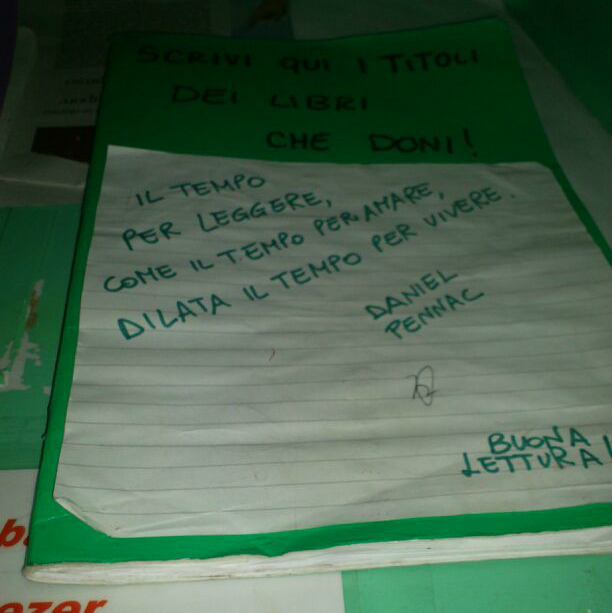 SCRIVI QUI I TITOLI
DEI LIBRI
CHE DONI!
IL TEMPO
PER LEGGERE,
COME IL TEMPO PER AMARE,
DILATA IL TEMPO PER VIVERE.
DANIEL
PENNAC
BUONA
LETTURA!